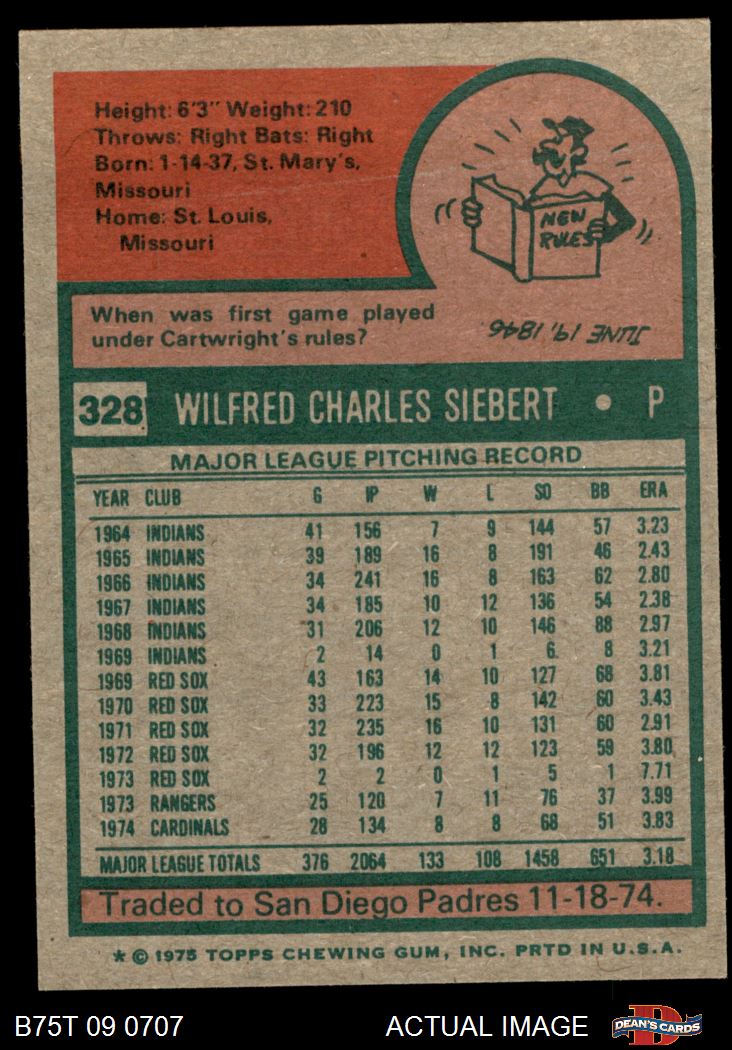 Height: 6'3" Weight: 210
Throws: Right Bats: Right
Born: 1-14-37, St. Mary's,
Missouri
Home: St. Louis,
Missouri
NEW
RULES
When was first game played
under Cartwright's rules?
JUNE 19, 1846
328 WILFRED CHARLES SIEBERT • P
MAJOR LEAGUE PITCHING RECORD
YEAR CLUB G IP W L SO BB ERA
1964 INDIANS 41 156 7 9 144 57 3.23
1965 INDIANS 39 189 16 8 191 46 2.43
1966 INDIANS 34 241 16 8 163 62 2.80
1967 INDIANS 34 185 10 12 136 54 2.38
1968 INDIANS 31 206 12 10 146 88 2.97
1969 INDIANS 2 14 0 1 6 8 3.21
1969 RED SOX 43 163 14 10 127 68 3.81
1970 RED SOX 33 223 15 8 142 60 3.43
1971 RED SOX 32 235 16 10 131 60 2.91
1972 RED SOX 32 196 12 12 123 59 3.80
1973 RED SOX 2 2 0 1 5 1 7.71
1973 RANGERS 25 120 7 11 76 37 3.99
1974 CARDINALS 28 134 8 8 68 51 3.83
MAJOR LEAGUE TOTALS 376 2064 133 108 1458 651 3.18
Traded to San Diego Padres 11-18-74.
* © 1975 TOPPS CHEWING GUM, INC. PRTD IN U.S.A.
B75T 09 0707 ACTUAL IMAGE D DEAN'S CARDS